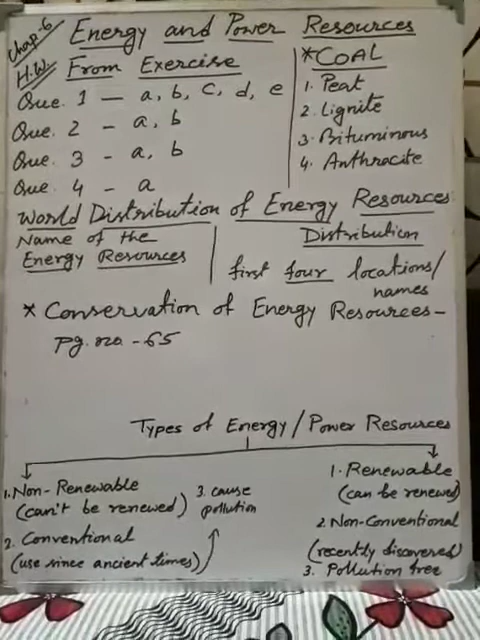 Chap. 6
Energy and Power Resources
H.W. From Exercise
Que. 1 — a, b, c, d, e
Que. 2 - a, b
Que. 3 - a, b
Que. 4 - a
* COAL
1. Peat
2. Lignite
3. Bituminous
4. Anthracite
World Distribution of Energy Resources
Name of the
Energy Resources
Distribution
first four locations/
names
* Conservation of Energy Resources -
Pg. no. - 65
Types of Energy/Power Resources
1. Non-Renewable
(can't be renewed)
2. Conventional
(use since ancient times)
3. cause
pollution
1. Renewable
(can be renewed)
2. Non-Conventional
(recently discovered)
3. Pollution free